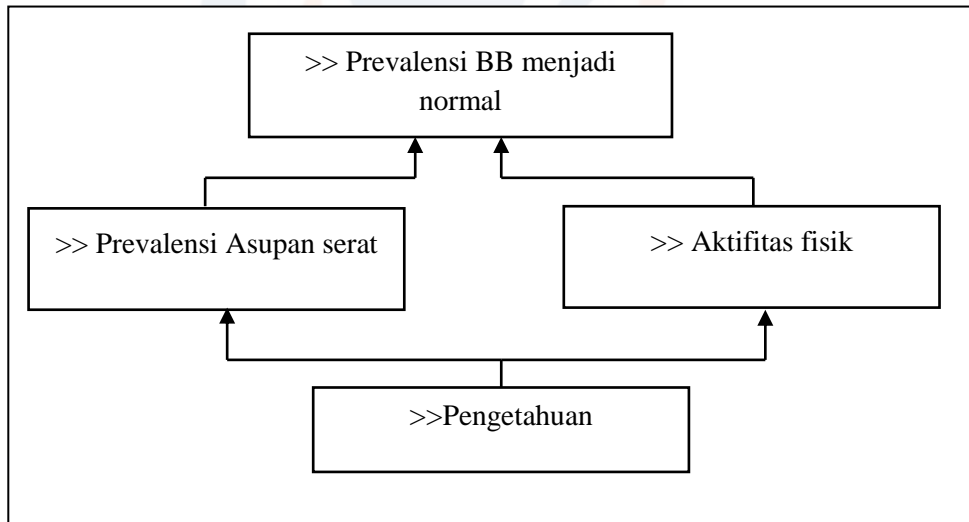 >> Prevalensi BB menjadi
normal
>> Prevalensi Asupan serat
>> Aktifitas fisik
>>Pengetahuan